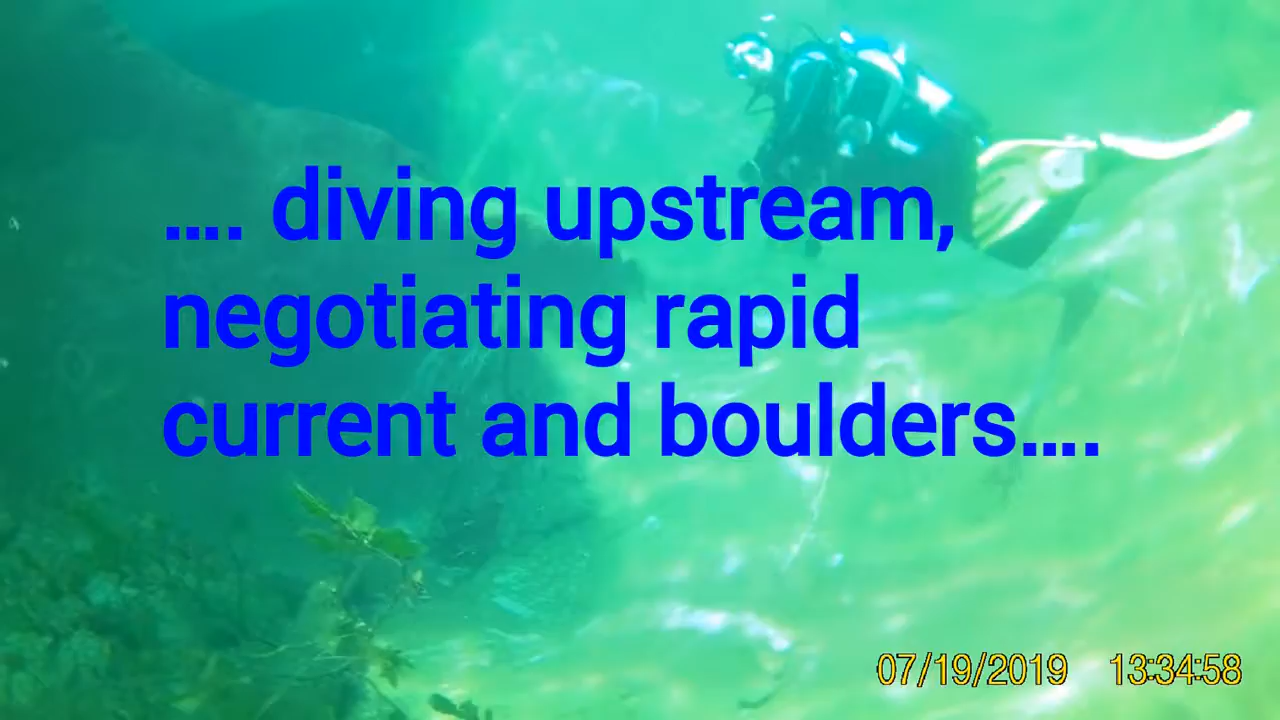 …. diving upstream,
negotiating rapid
current and boulders….
07/19/2019 13:34:58